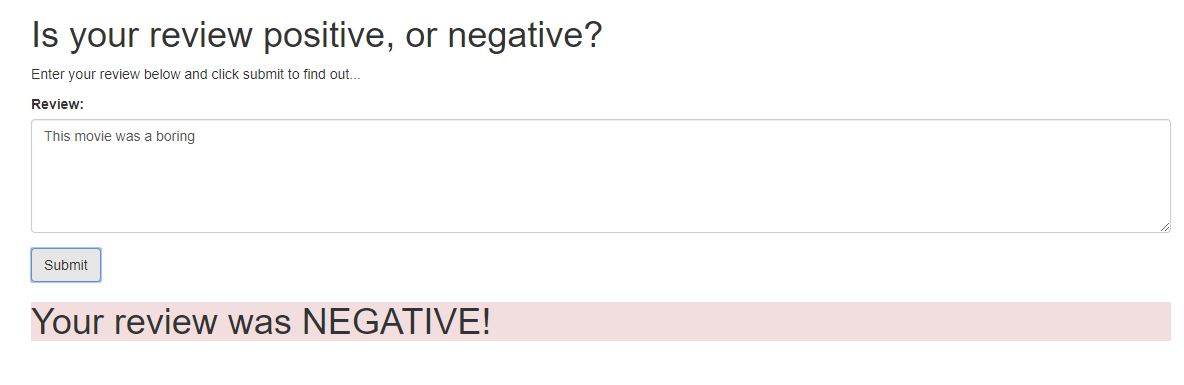 Is your review positive, or negative?
Enter your review below and click submit to find out...
Review:
This movie was a boring
Submit
Your review was NEGATIVE!